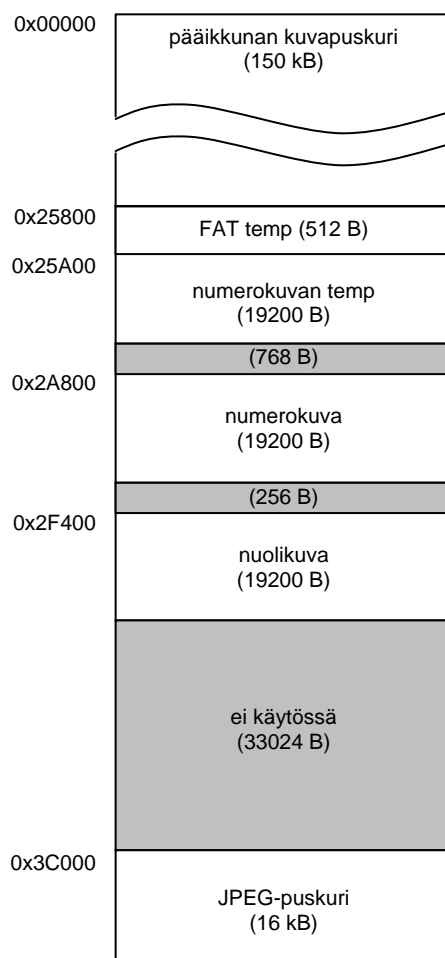 0x00000
pääikkunan kuvapuskuri
(150 kB)
0x25800
FAT temp (512 B)
0x25A00
numerokuvan temp
(19200 B)
(768 B)
0x2A800
numerokuva
(19200 B)
(256 B)
0x2F400
nuolikuva
(19200 B)
ei käytössä
(33024 B)
0x3C000
JPEG-puskuri
(16 kB)